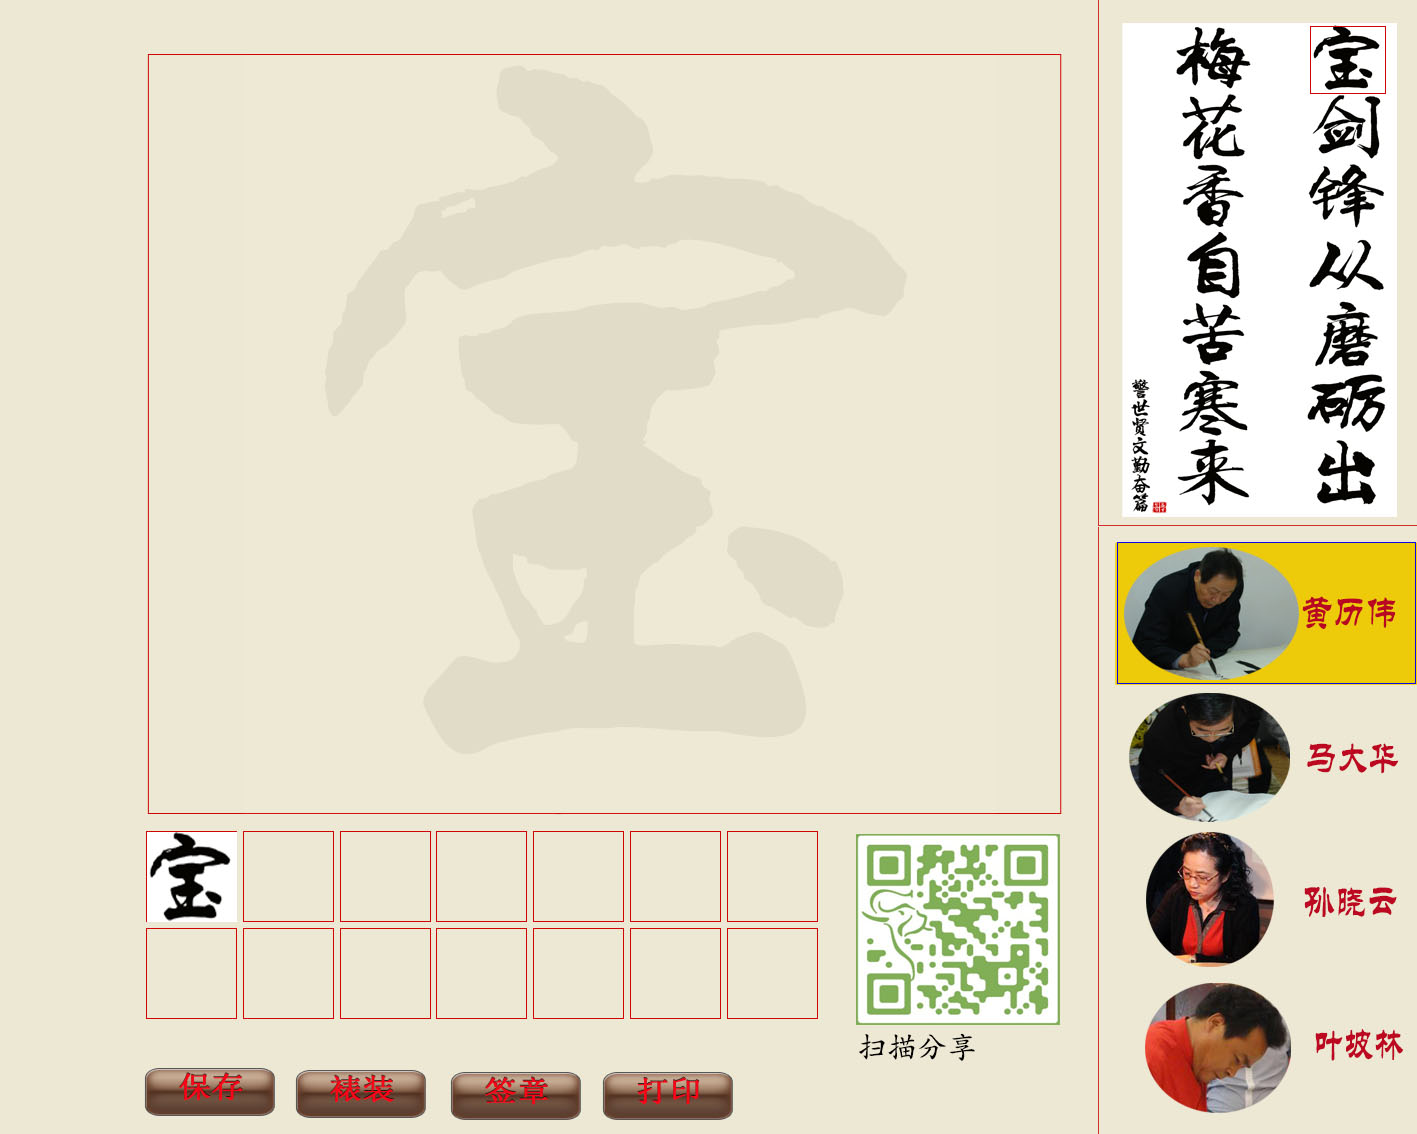 宝
宝剑锋从磨砺出
梅花香自苦寒来
警世贤文勤奋篇
黄历伟
马大华
孙晓云
叶坡林
宝
扫描分享
保存
裱装
签章
打印